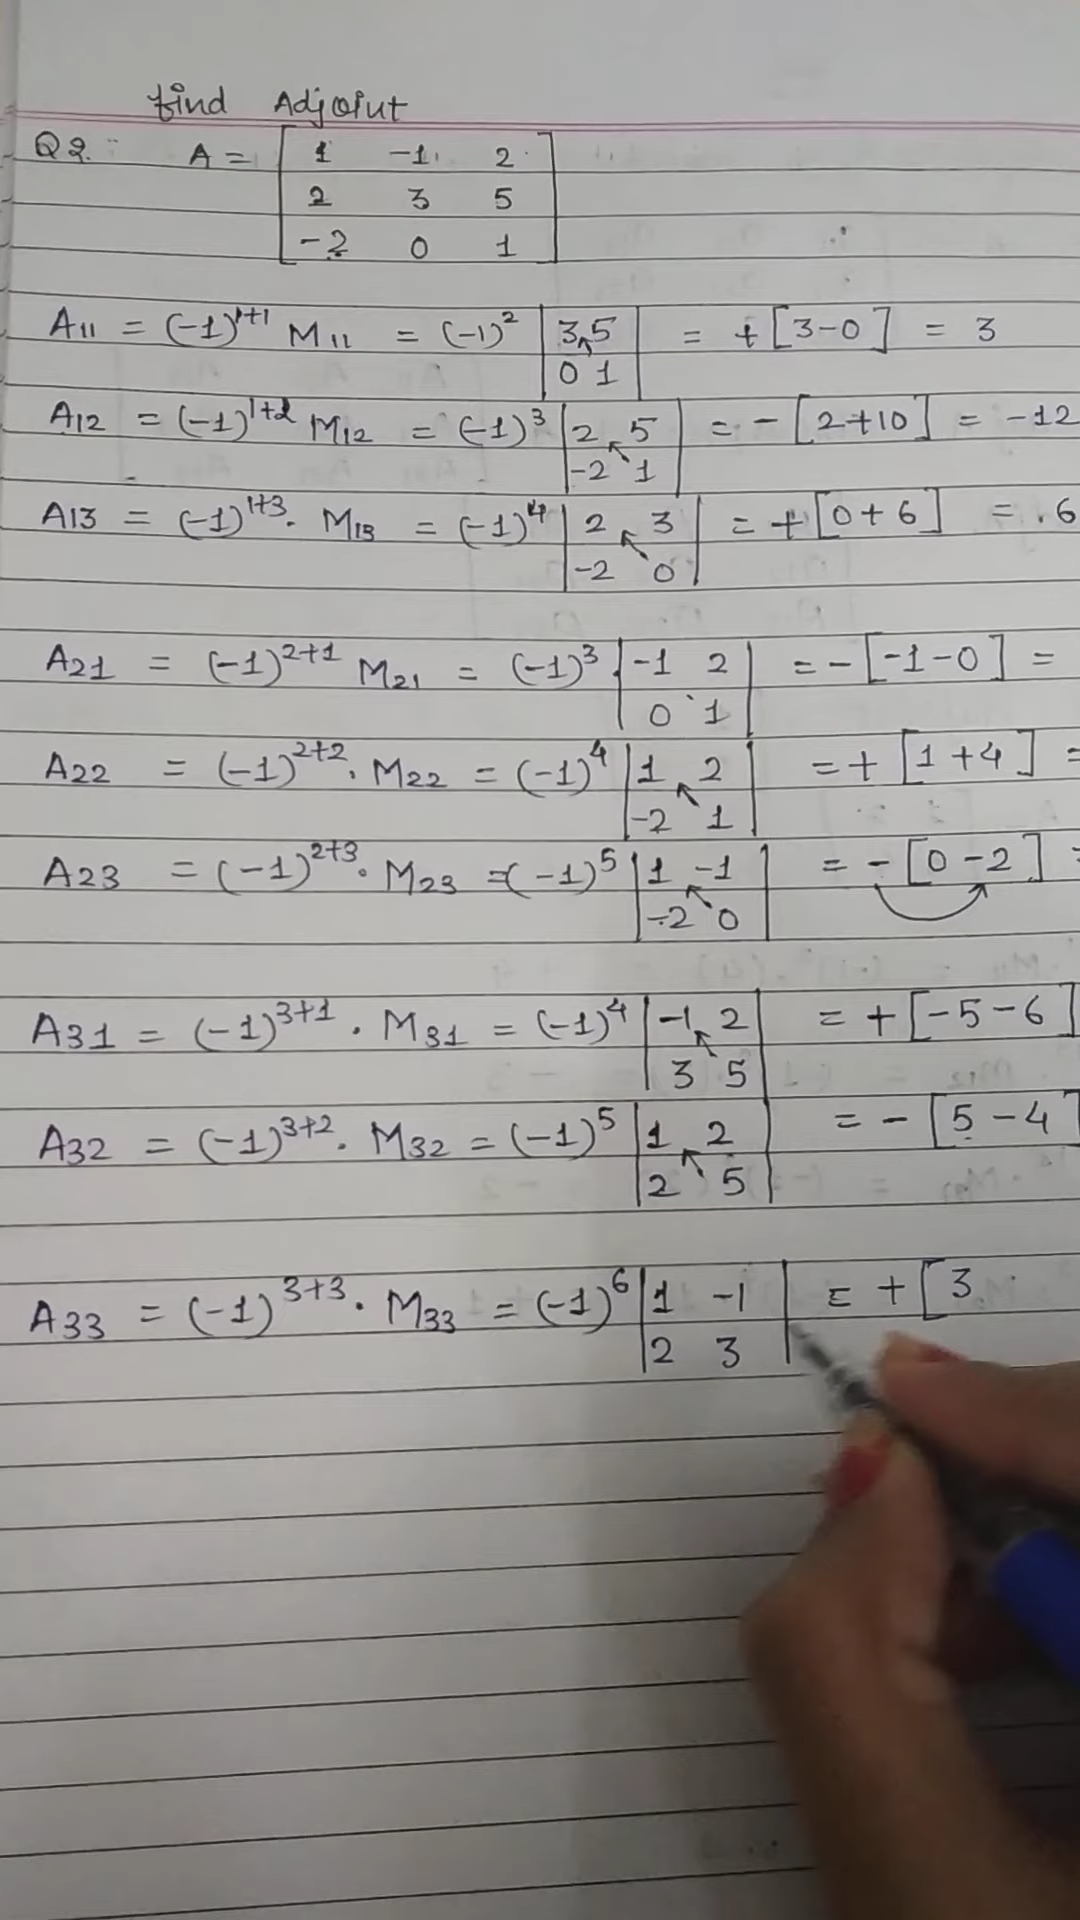 find Adjoint
Q2. A = [ 1 -1 2
2 3 5
-2 0 1 ]
A11 = (-1)^1+1 M11 = (-1)^2 | 3 5 | = + [3-0] = 3
0 1
A12 = (-1)^1+2 M12 = (-1)^3 | 2 5 | = - [2+10] = -12
-2 1
A13 = (-1)^1+3 . M13 = (-1)^4 | 2 3 | = + [0+6] = . 6
-2 0
A21 = (-1)^2+1 M21 = (-1)^3 . | -1 2 | = - [-1-0] =
0 1
A22 = (-1)^2+2 . M22 = (-1)^4 | 1 2 | = + [1+4] =
-2 1
A23 = (-1)^2+3 . M23 = (-1)^5 | 1 -1 | = - [0-2] =
-2 0
A31 = (-1)^3+1 . M31 = (-1)^4 | -1 2 | = + [-5-6]
3 5
A32 = (-1)^3+2 . M32 = (-1)^5 | 1 2 | = - [5-4]
2 5
A33 = (-1)^3+3 . M33 = (-1)^6 | 1 -1 | = + [3
2 3